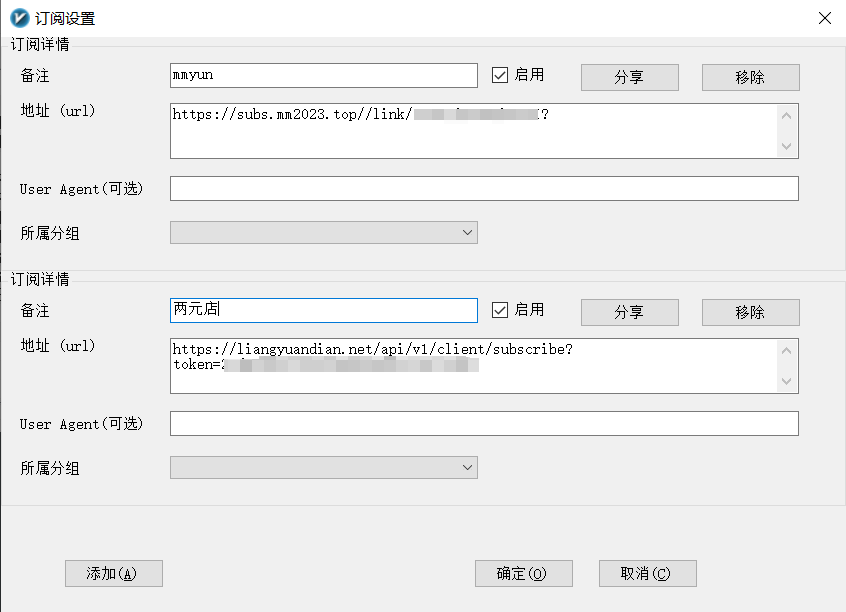 订阅设置
订阅详情
备注
mmyun
启用
分享
移除
地址 (url)
https://subs.mm2023.top//link/
?
User Agent(可选)
所属分组
订阅详情
备注
两元店
启用
分享
移除
地址 (url)
https://liangyuandian.net/api/v1/client/subscribe?
token=
User Agent(可选)
所属分组
添加(A)
确定(O)
取消(C)